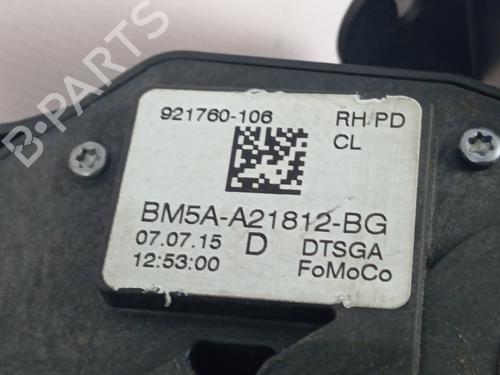 921760-106 RH/PD
CL
BM5A-A21812-BG
07.07.15 D DTSGA
12:53:00 FoMoCo
B-PARTS